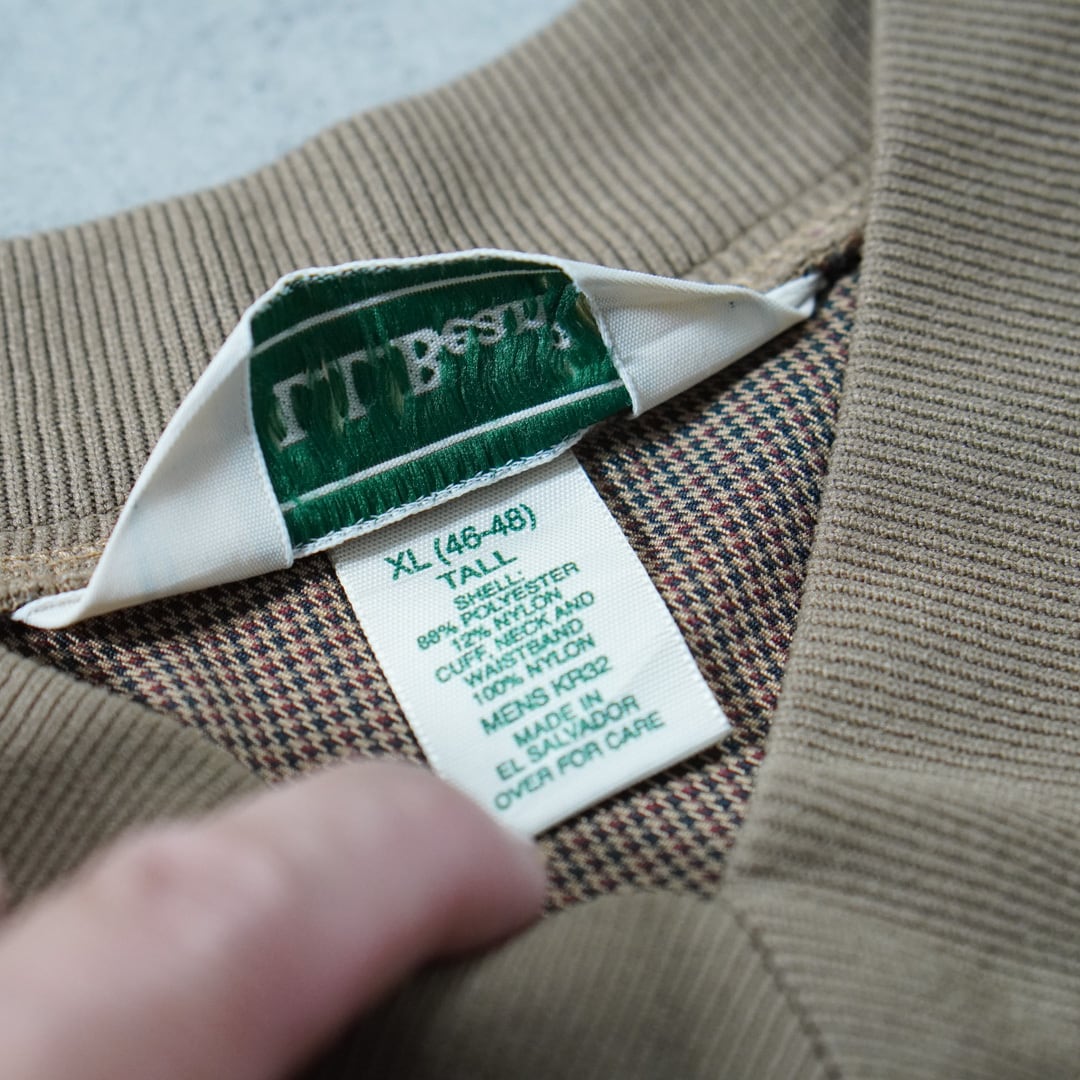 XL (46-48)
TALL
SHELL:
88% POLYESTER
12% NYLON
CUFF, NECK AND
WAISTBAND
100% NYLON
MENS KR32
MADE IN
EL SALVADOR
OVER FOR CARE